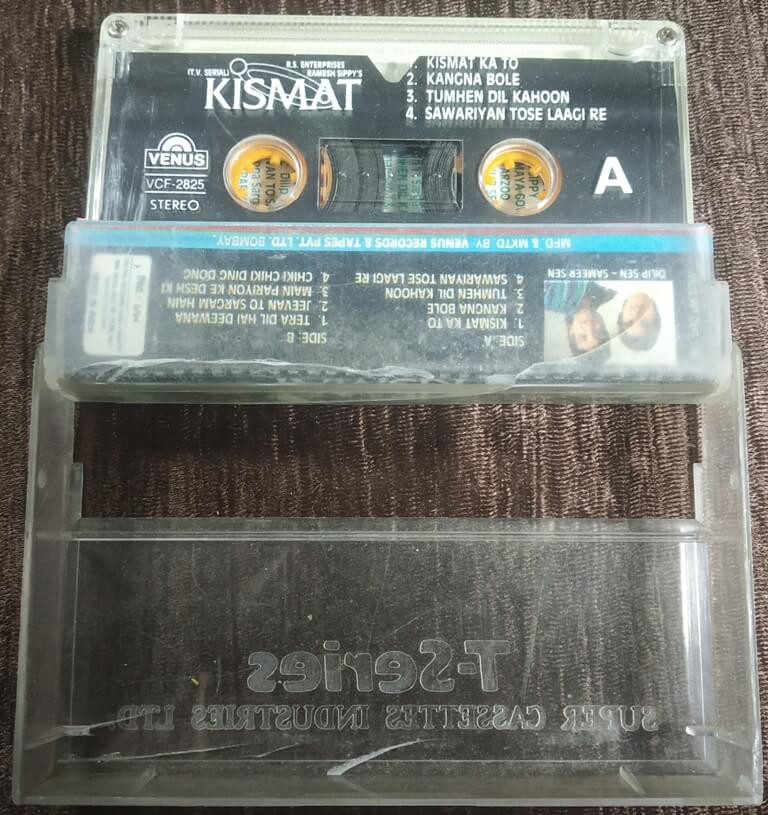 R.S. ENTERPRISES
(T.V. SERIAL) RAMESH SIPPY'S
KISMAT
1. KISMAT KA TO
2. KANGNA BOLE
3. TUMHEN DIL KAHOON
4. SAWARIYAN TOSE LAAGI RE
VENUS
VCF-2825
STEREO
A
MFD. & MKTD. BY: VENUS RECORDS & TAPES PVT. LTD. BOMBAY.
DILIP SEN - SAMEER SEN
SIDE: A
1. KISMAT KA TO
2. KANGNA BOLE
3. TUMHEN DIL KAHOON
4. SAWARIYAN TOSE LAAGI RE
SIDE: B
1. TERA DIL HAI DEEWANA
2. JEEVAN TO SARGAM HAIN
3. MAIN PARIYON KE DESH KI
4. CHIKI CHIKI DING DONG
T-Series
SUPER CASSETTES INDUSTRIES LTD.